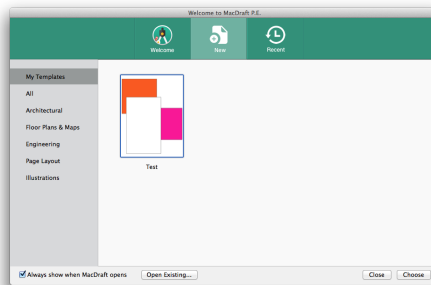 Welcome to MacDraft P.E.
Welcome
New
Recent
My Templates
All
Architectural
Floor Plans & Maps
Engineering
Page Layout
Illustrations
Test
Always show when MacDraft opens
Open Existing...
Close
Choose